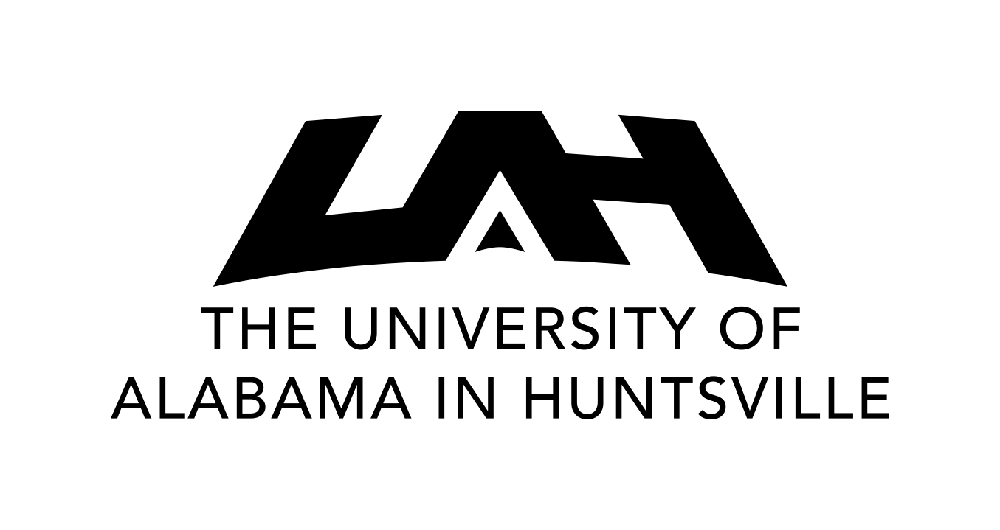 UAH
THE UNIVERSITY OF
ALABAMA IN HUNTSVILLE